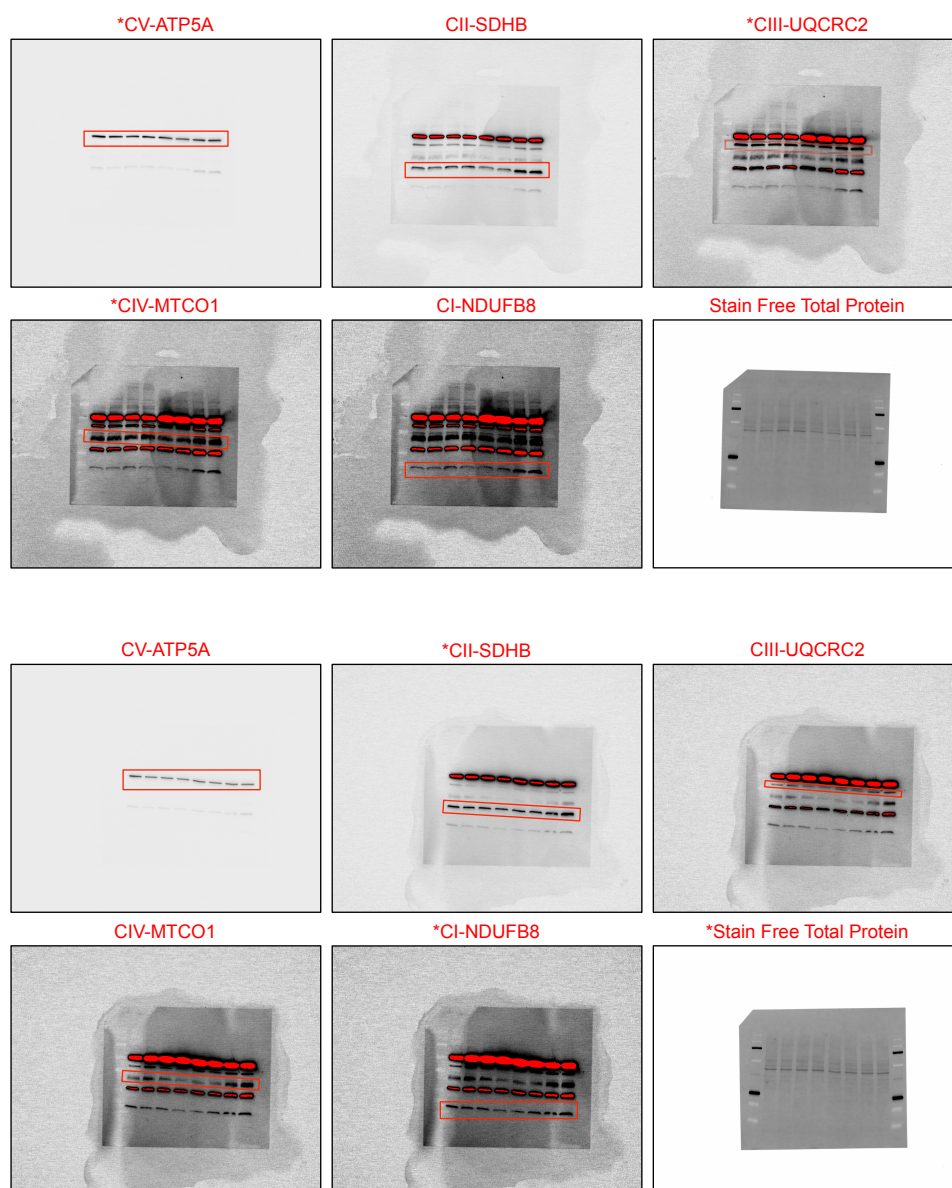 *CV-ATP5A CII-SDHB *CIII-UQCRC2
*CIV-MTCO1 CI-NDUFB8 Stain Free Total Protein
CV-ATP5A *CII-SDHB CIII-UQCRC2
CIV-MTCO1 *CI-NDUFB8 *Stain Free Total Protein